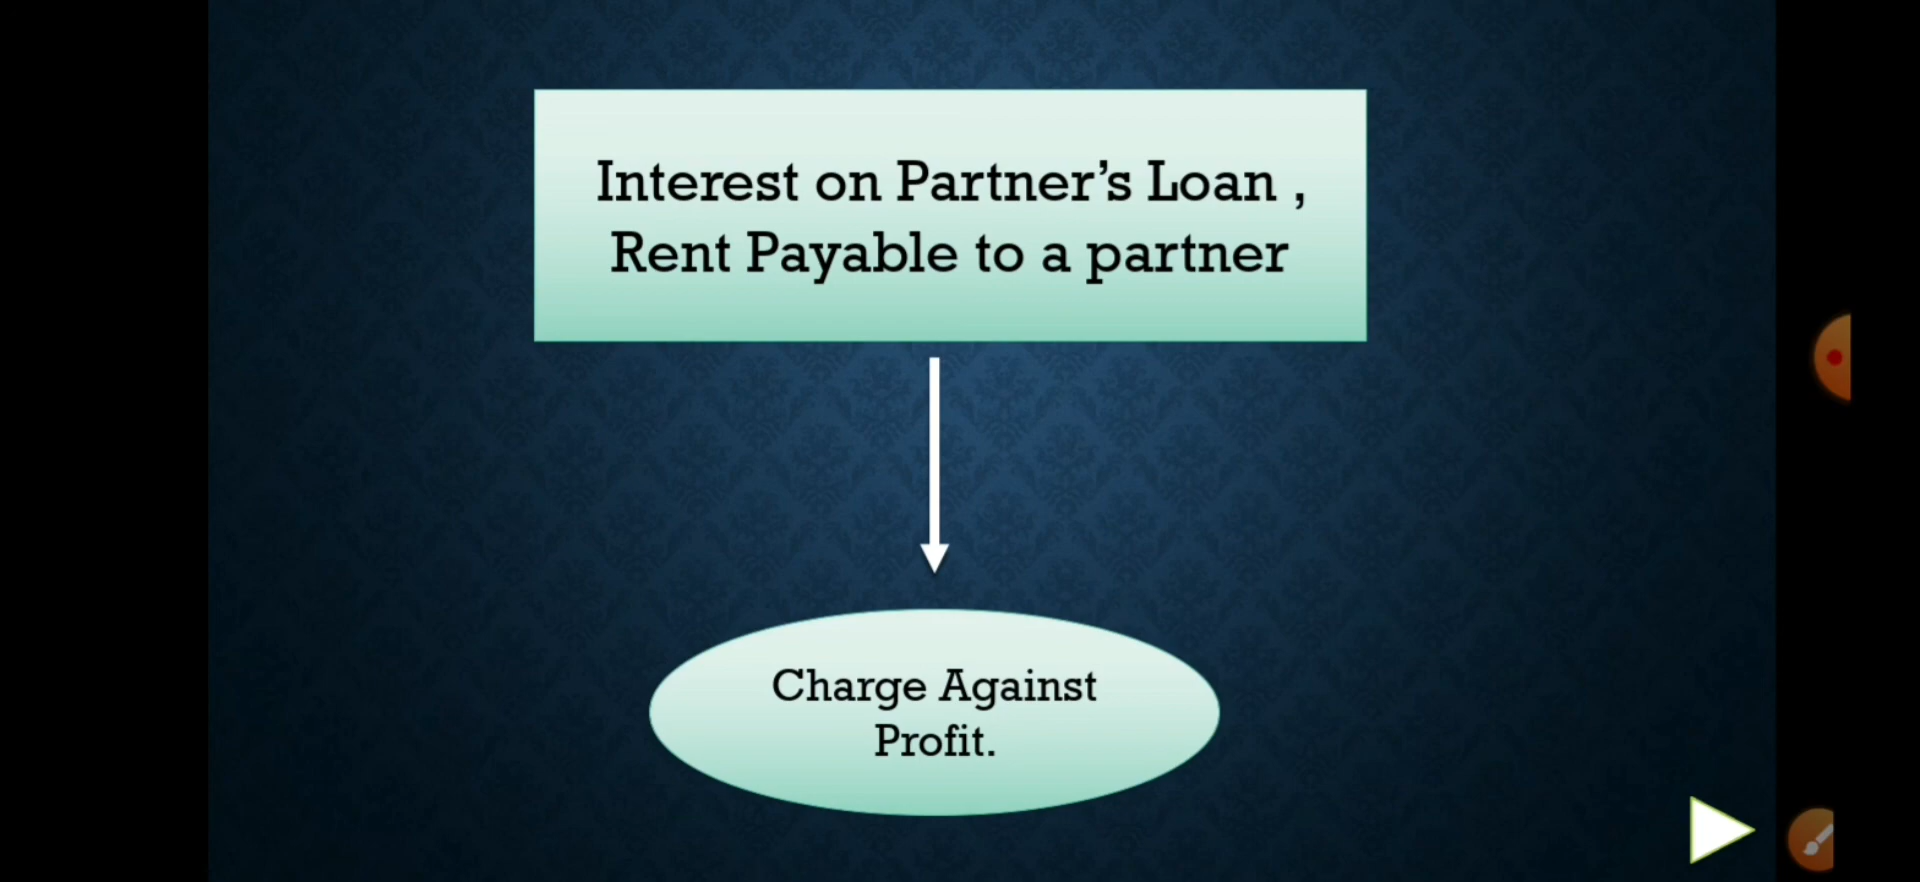 Interest on Partner’s Loan ,
Rent Payable to a partner
Charge Against
Profit.